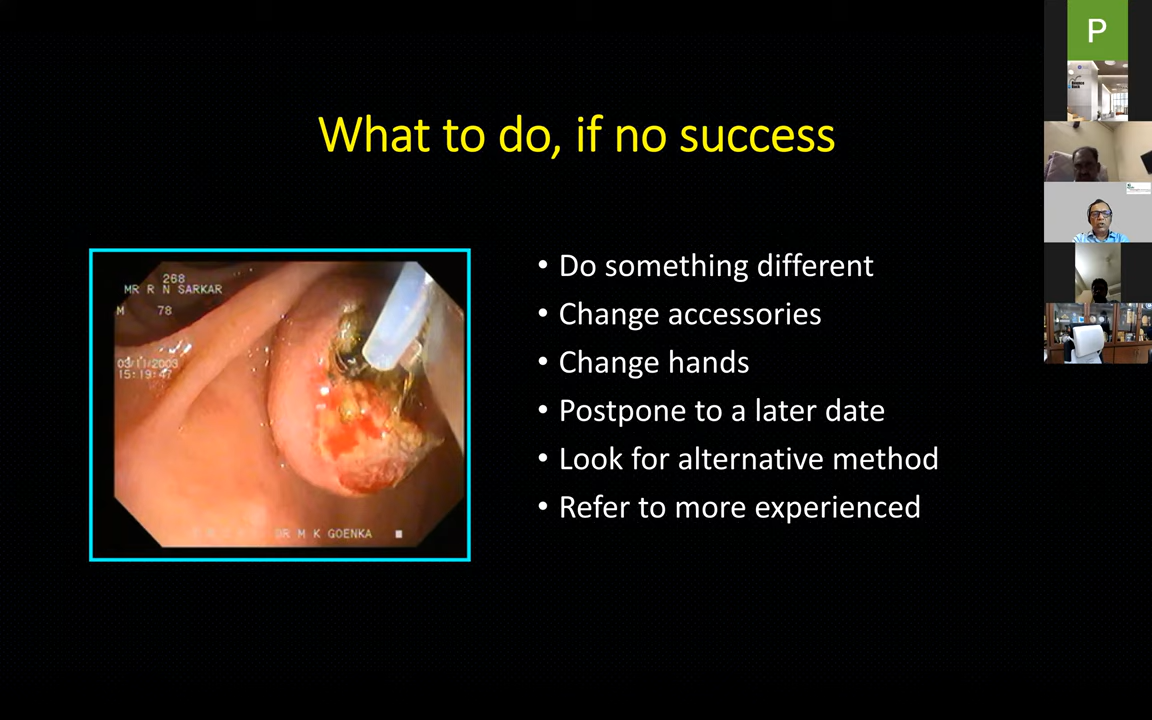 What to do, if no success
268
MR R N SARKAR
M 78
03/11/2003
15:19:47
DR M K GOENKA
• Do something different
• Change accessories
• Change hands
• Postpone to a later date
• Look for alternative method
• Refer to more experienced
P